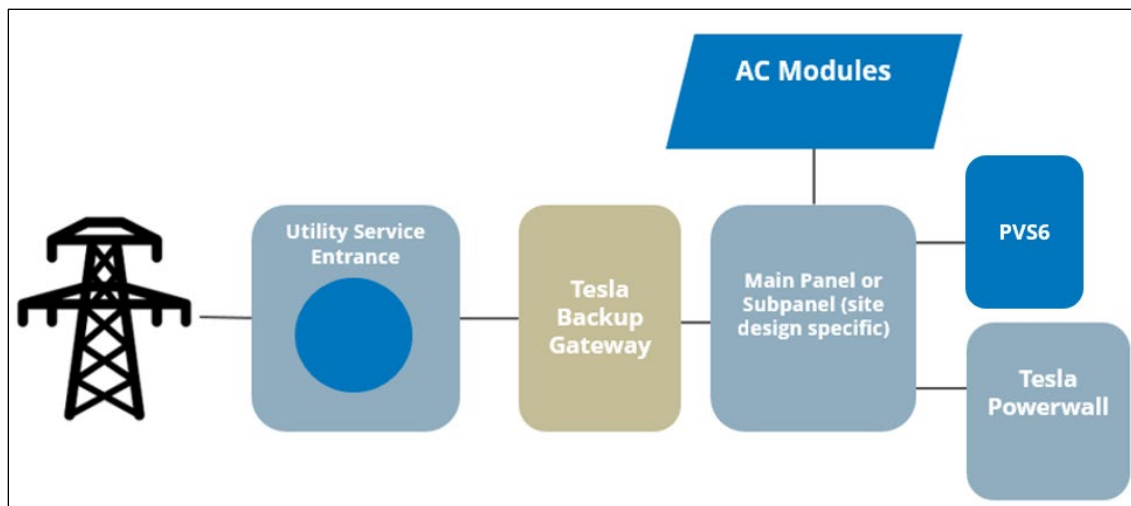 AC Modules
Utility Service
Entrance
Tesla
Backup
Gateway
Main Panel or
Subpanel (site
design specific)
PVS6
Tesla
Powerwall